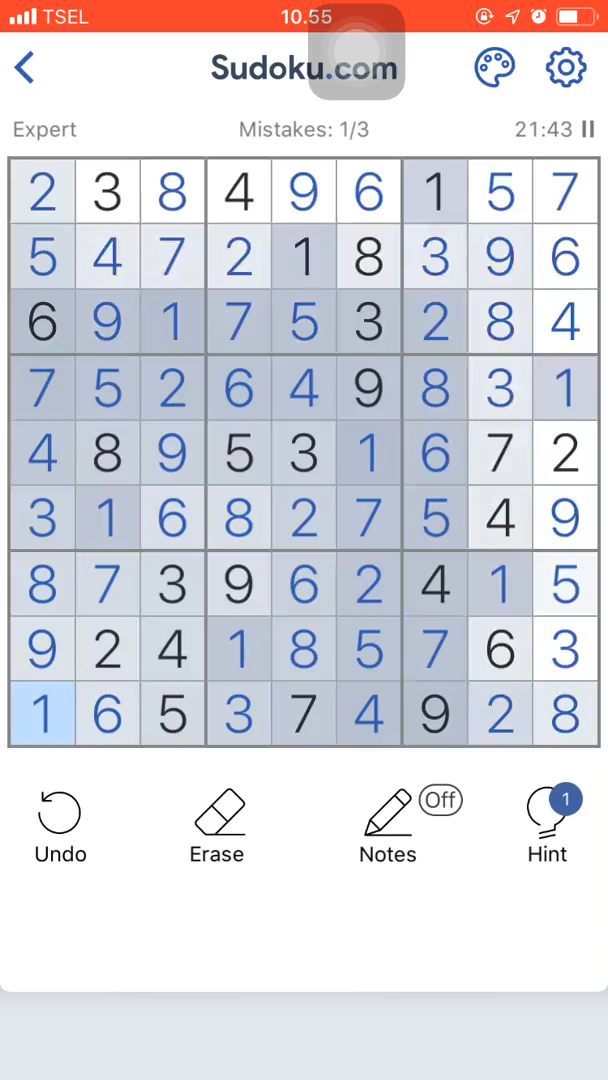 TSEL 10.55
Sudoku.com
Expert Mistakes: 1/3 21:43
2 3 8 4 9 6 1 5 7
5 4 7 2 1 8 3 9 6
6 9 1 7 5 3 2 8 4
7 5 2 6 4 9 8 3 1
4 8 9 5 3 1 6 7 2
3 1 6 8 2 7 5 4 9
8 7 3 9 6 2 4 1 5
9 2 4 1 8 5 7 6 3
1 6 5 3 7 4 9 2 8
Off 1
Undo Erase Notes Hint